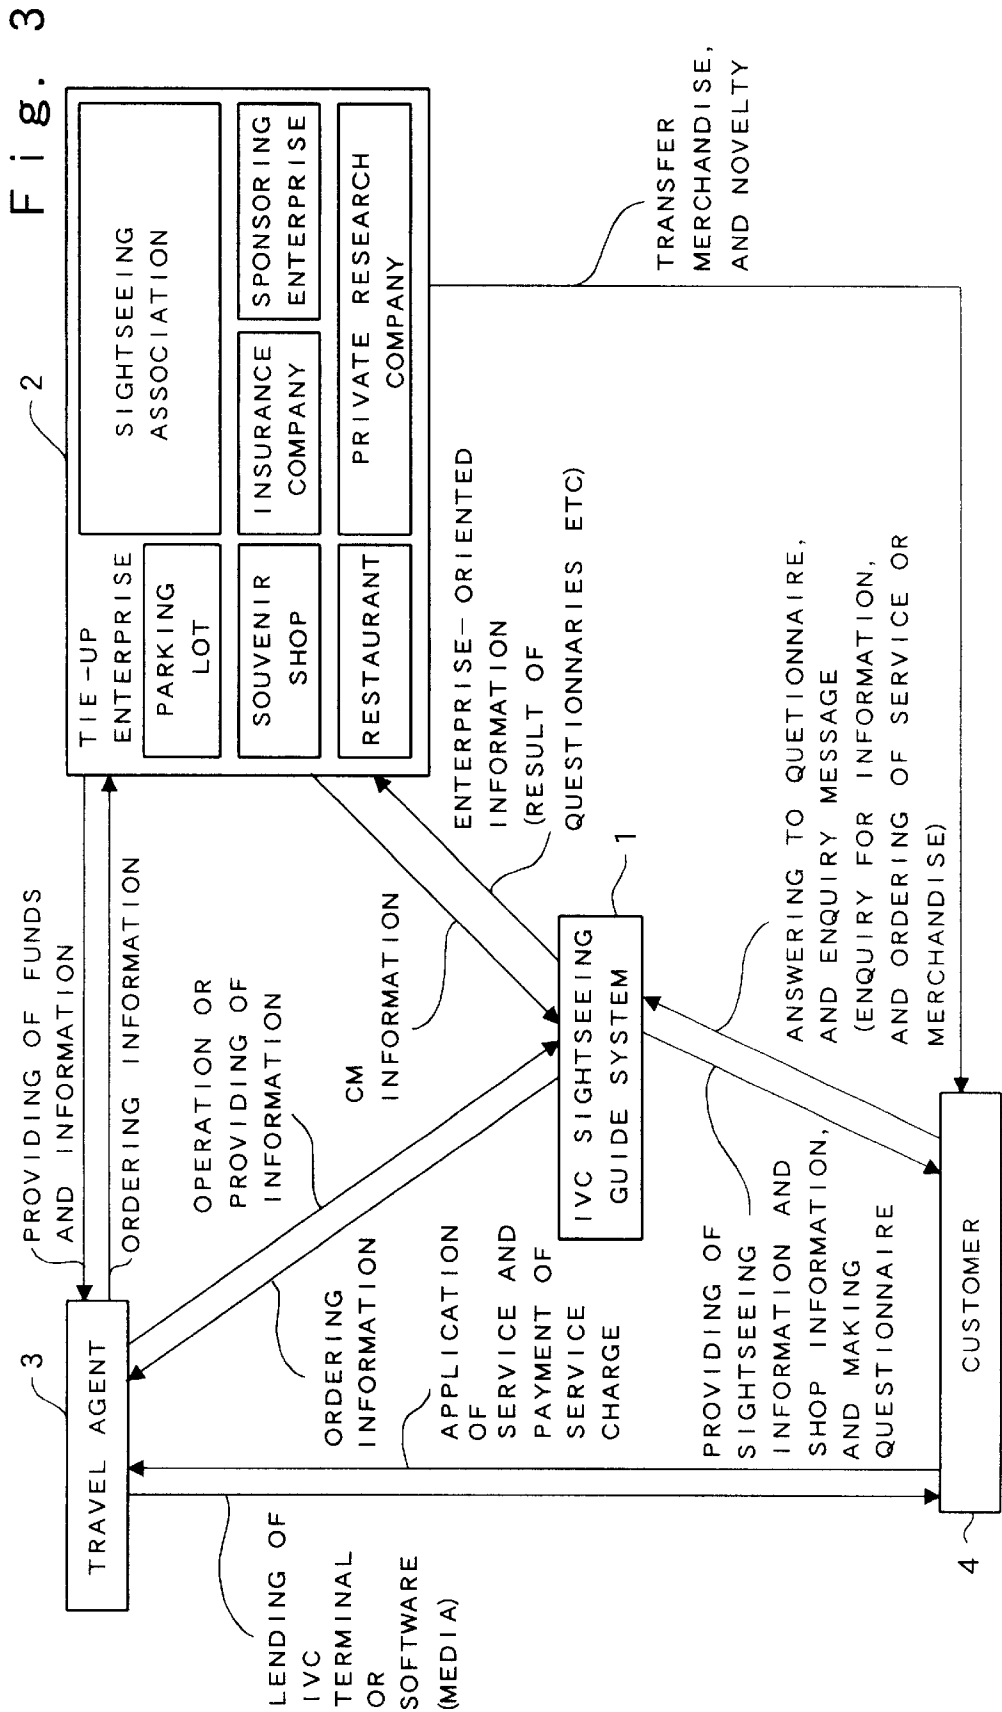 Fig. 3
PROVIDING OF FUNDS
AND INFORMATION
ORDERING INFORMATION
3
TRAVEL AGENT
2
TIE-UP
ENTERPRISE
SIGHTSEEING
ASSOCIATION
PARKING
LOT
SOUVENIR
SHOP
INSURANCE
COMPANY
SPONSORING
ENTERPRISE
RESTAURANT
PRIVATE RESEARCH
COMPANY
OPERATION OR
PROVIDING OF
INFORMATION
CM
INFORMATION
ENTERPRISE-ORIENTED
INFORMATION
(RESULT OF
QUESTIONNARIES ETC)
ORDERING
INFORMATION
LENDING OF
IVC
TERMINAL
OR
SOFTWARE
(MEDIA)
APPLICATION
OF
SERVICE AND
PAYMENT OF
SERVICE
CHARGE
IVC SIGHTSEEING
GUIDE SYSTEM
1
TRANSFER
MERCHANDISE,
AND NOVELTY
PROVIDING OF
SIGHTSEEING
INFORMATION AND
SHOP INFORMATION,
AND MAKING
QUESTIONNAIRE
ANSWERING TO QUETIONNAIRE,
AND ENQUIRY MESSAGE
(ENQUIRY FOR INFORMATION,
AND ORDERING OF SERVICE OR
MERCHANDISE)
4
CUSTOMER